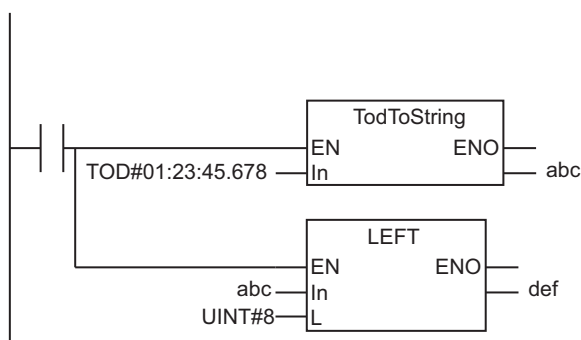 TodToString
EN ENO
TOD#01:23:45.678 In abc
LEFT
EN ENO
abc In def
UINT#8 L